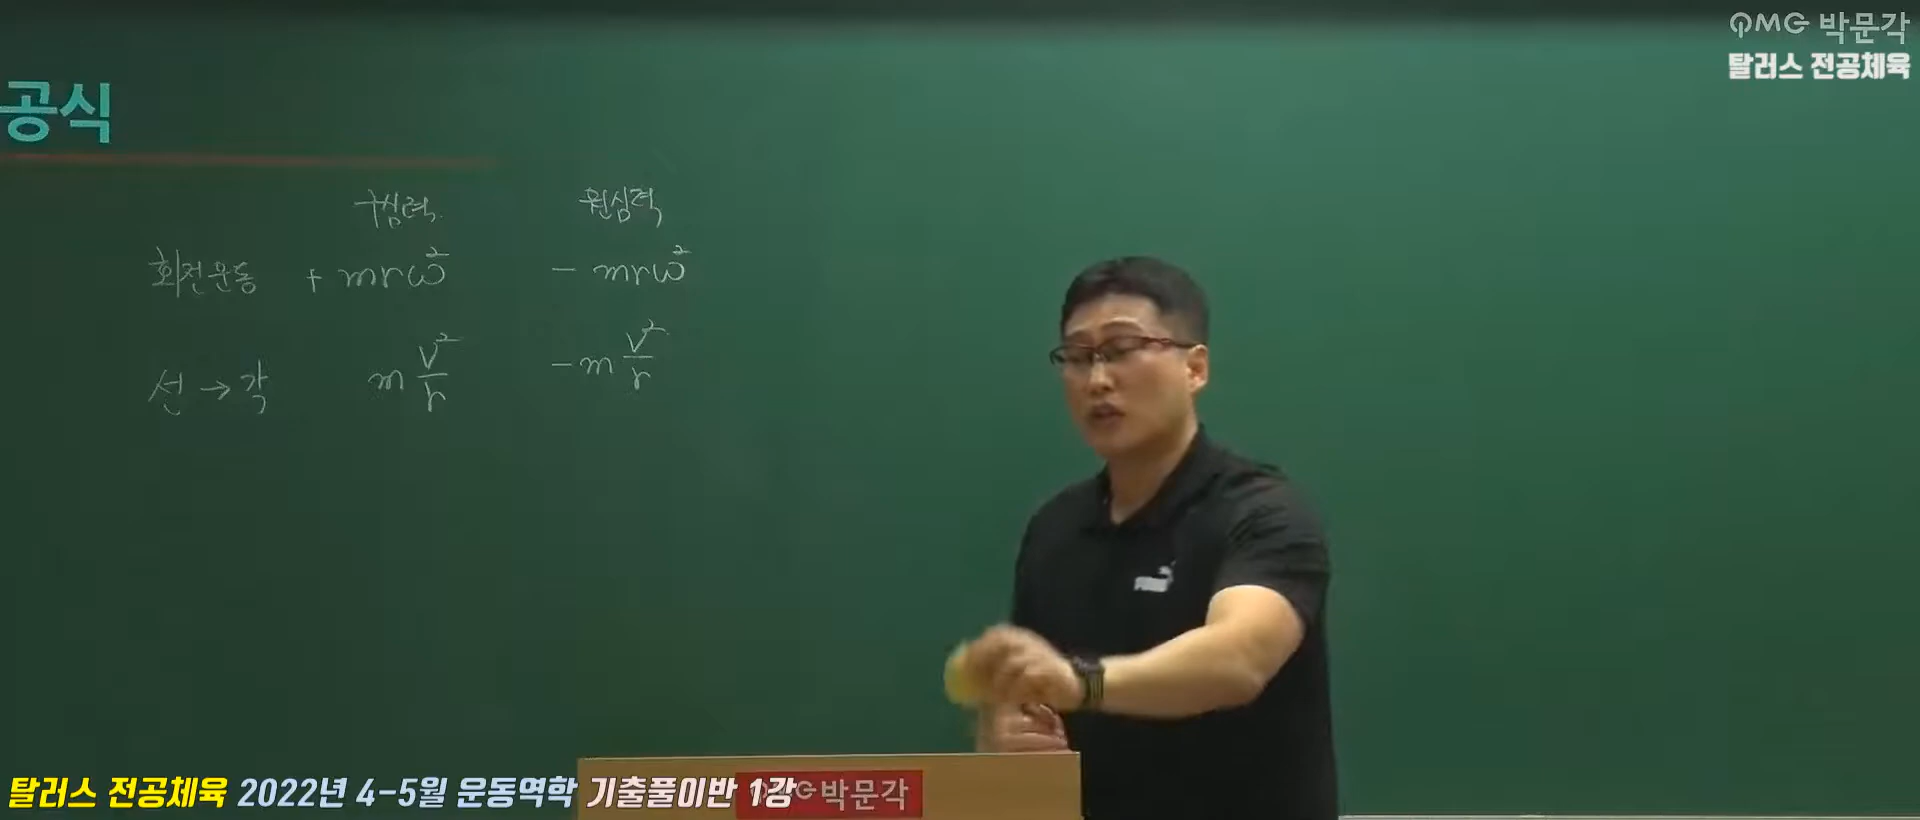 PMG 박문각
탈러스 전공체육
공식
구심력 원심력
회전운동 + mrω² - mrω²
선 → 각 m v²/r - m v²/r
PUMA
탈러스 전공체육 2022년 4-5월 운동역학 기출풀이반 1강
박문각